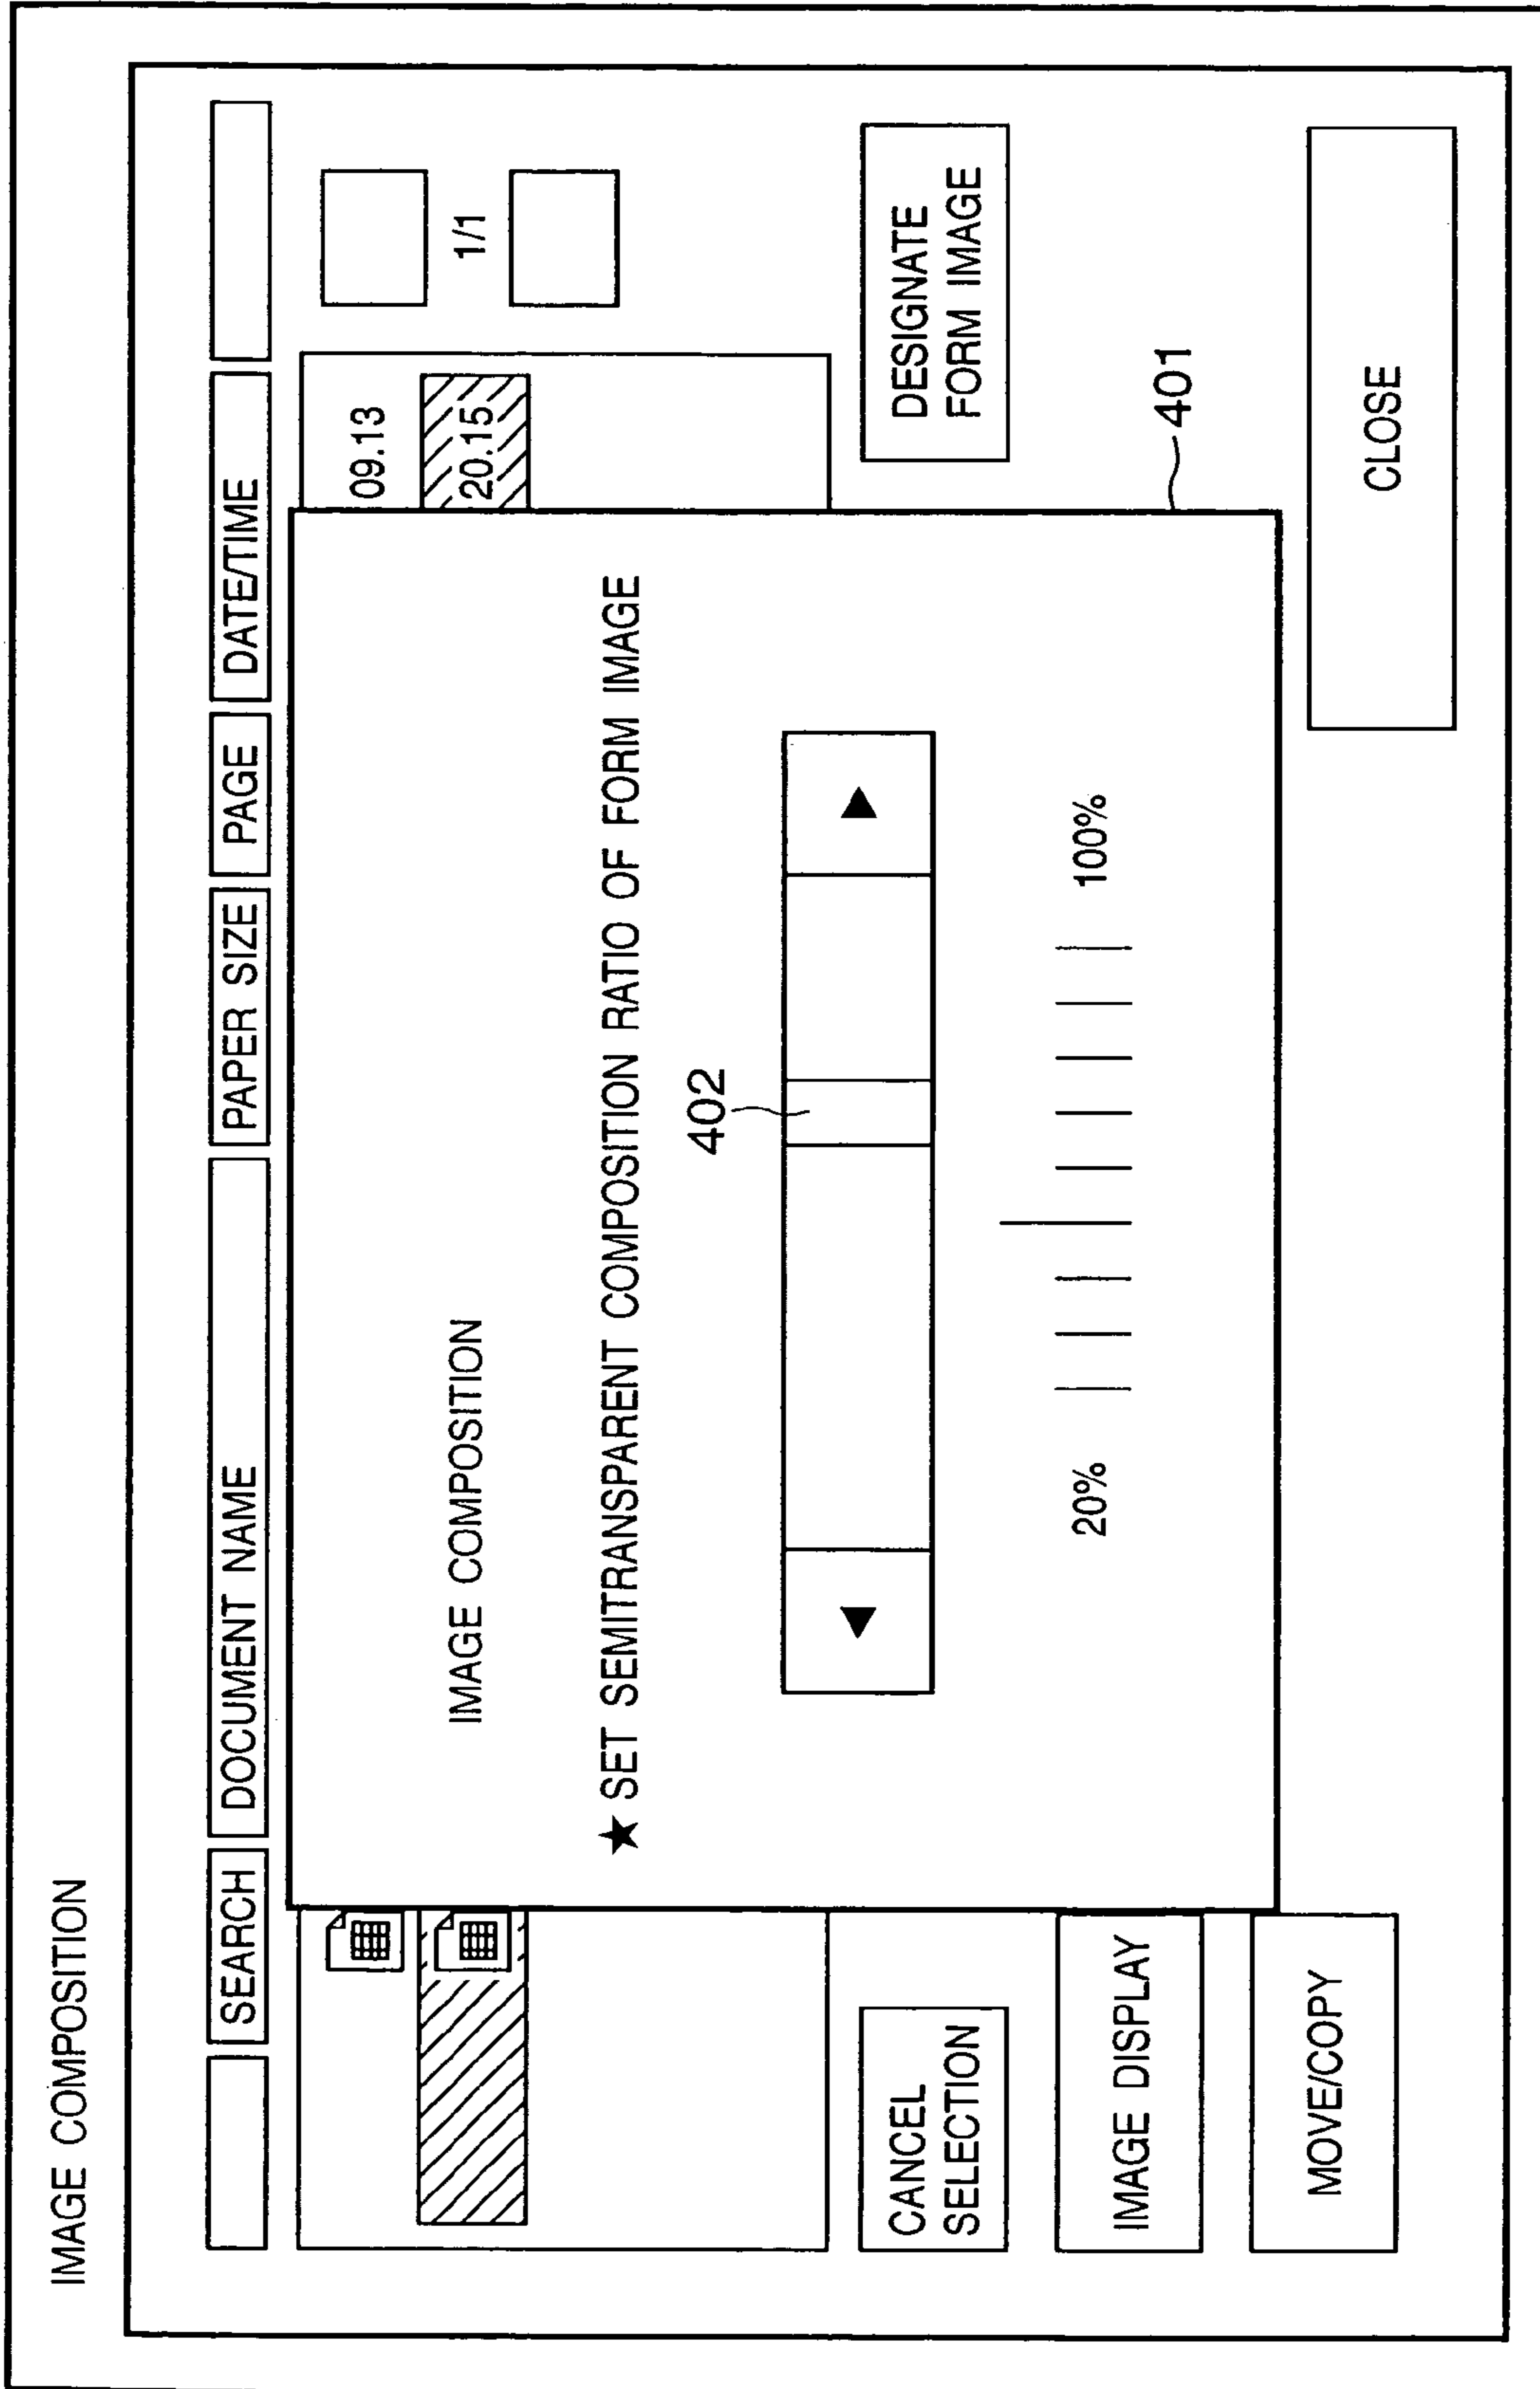 IMAGE COMPOSITION
SEARCH
DOCUMENT NAME
PAPER SIZE
PAGE
DATE/TIME
09.13
20.15
1/1
IMAGE COMPOSITION
★ SET SEMITRANSPARENT COMPOSITION RATIO OF FORM IMAGE
402
20%
100%
401
CANCEL
SELECTION
DESIGNATE
FORM IMAGE
IMAGE DISPLAY
MOVE/COPY
CLOSE